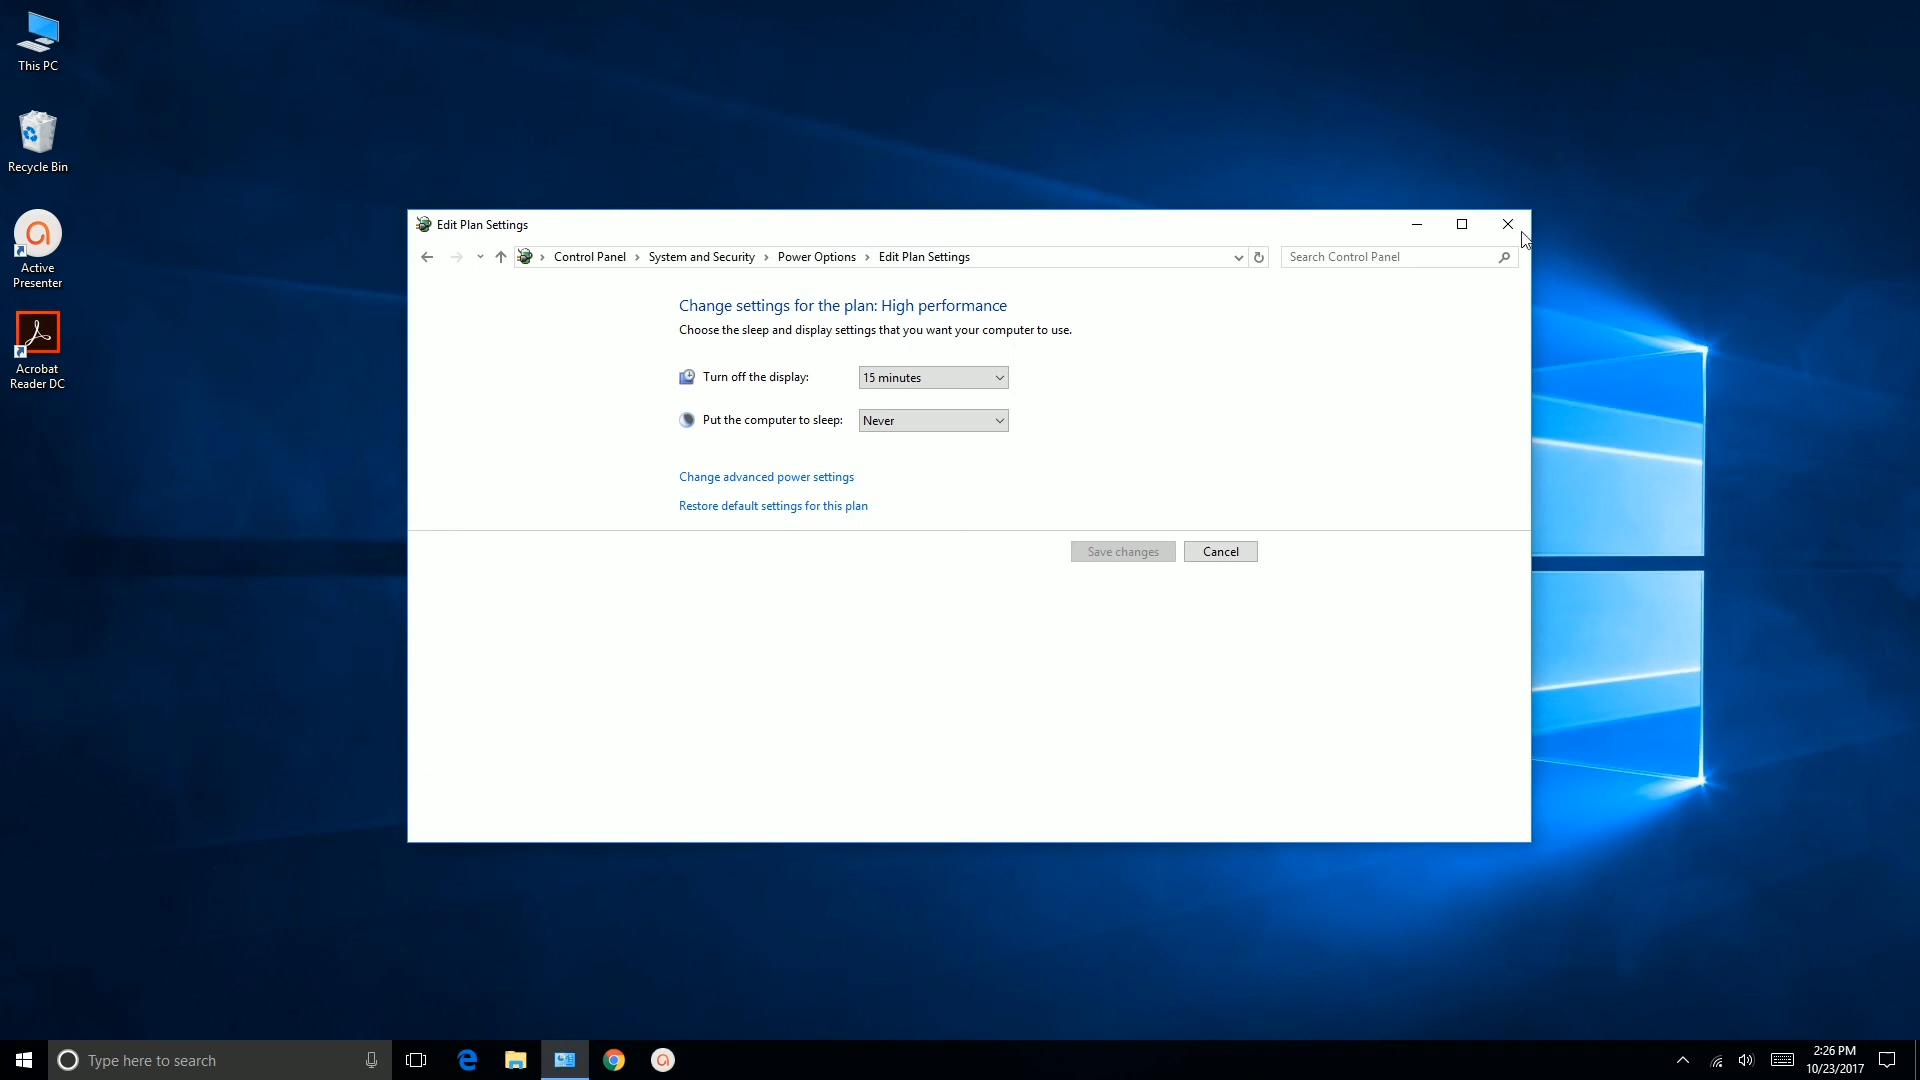 This PC
Recycle Bin
Active
Presenter
Acrobat
Reader DC
Edit Plan Settings
Control Panel > System and Security > Power Options > Edit Plan Settings
Search Control Panel
Change settings for the plan: High performance
Choose the sleep and display settings that you want your computer to use.
Turn off the display: 15 minutes
Put the computer to sleep: Never
Change advanced power settings
Restore default settings for this plan
Save changes Cancel
Type here to search
2:26 PM
10/23/2017